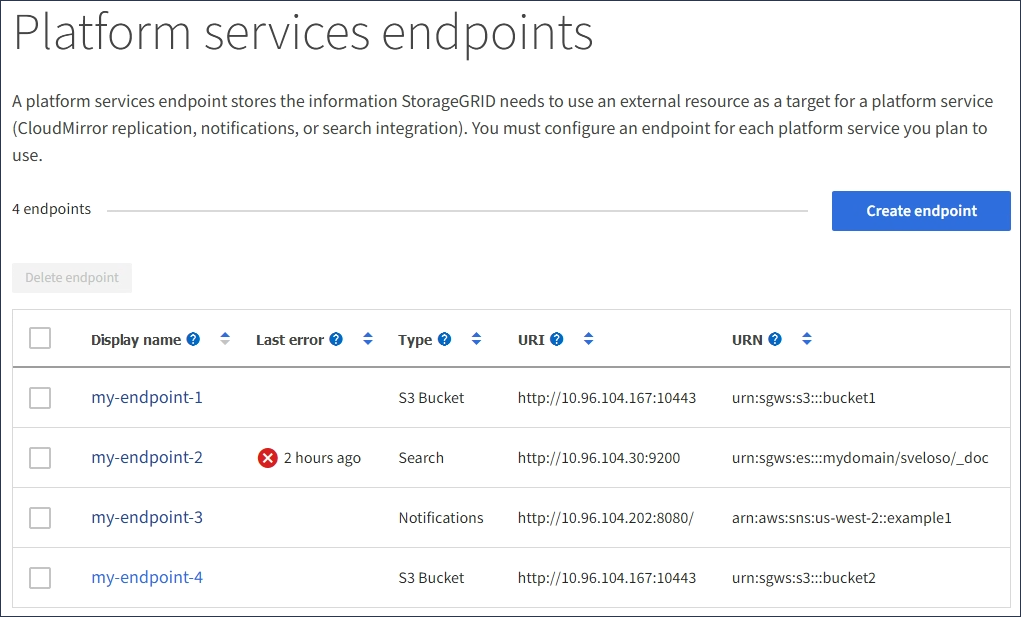 Platform services endpoints
A platform services endpoint stores the information StorageGRID needs to use an external resource as a target for a platform service
(CloudMirror replication, notifications, or search integration). You must configure an endpoint for each platform service you plan to
use.
4 endpoints
Create endpoint
Delete endpoint
Display name ? Last error ? Type ? URI ? URN ?
my-endpoint-1 S3 Bucket http://10.96.104.167:10443 urn:sgws:s3:::bucket1
my-endpoint-2 2 hours ago Search http://10.96.104.30:9200 urn:sgws:es:::mydomain/sveloso/_doc
my-endpoint-3 Notifications http://10.96.104.202:8080/ arn:aws:sns:us-west-2::example1
my-endpoint-4 S3 Bucket http://10.96.104.167:10443 urn:sgws:s3:::bucket2